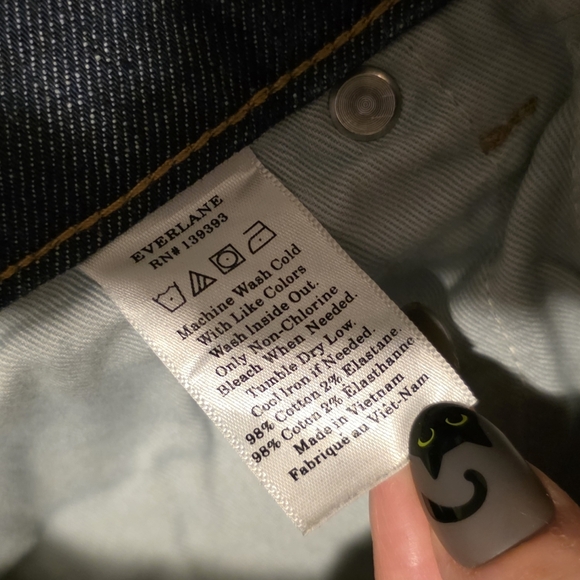 EVERLANE
RN# 139393
Machine Wash Cold
With Like Colors
Wash Inside Out.
Only Non-Chlorine
Bleach When Needed.
Tumble Dry Low.
Cool Iron if Needed.
98% Cotton 2% Elastane
98% Coton 2% Elasthanne
Made in Vietnam
Fabriqué au Viêt-Nam